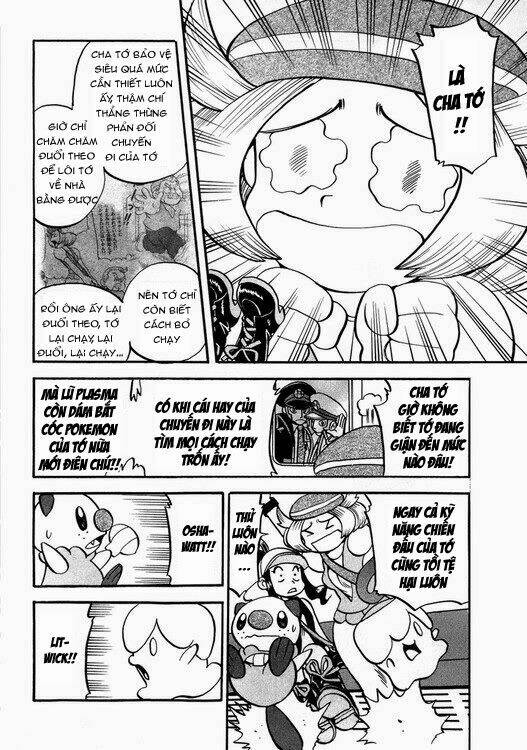 LÀ
CHA TỚ
!!
CHA TỚ BẢO VỆ
SIÊU QUÁ MỨC
CẦN THIẾT LUÔN
ẤY, THẬM CHÍ
THẲNG THỪNG
PHẢN ĐỐI
CHUYẾN
ĐI CỦA TỚ
GIỜ CHỈ
CHĂM CHĂM
ĐUỔI THEO
ĐỂ LÔI TỚ
VỀ NHÀ
BẰNG ĐƯỢC
NÊN TỚ CHỈ
CÒN BIẾT
CÁCH BỎ
CHẠY
RỒI ÔNG ẤY LẠI
ĐUỔI THEO, TỚ
LẠI CHẠY, LẠI
ĐUỔI, LẠI CHẠY...
CHA TỚ
GIỜ KHÔNG
BIẾT TỚ ĐANG
GIẬN ĐẾN MỨC
NÀO ĐÂU!
CÓ KHI CÁI HAY CỦA
CHUYẾN ĐI NÀY LÀ
TÌM MỌI CÁCH CHẠY
TRỐN ẤY!
MÀ LŨ PLASMA
CÒN DÁM BẮT
CÓC POKEMON
CỦA TỚ NỮA
MỚI ĐIÊN CHỨ!!
NGAY CẢ KỸ
NĂNG CHIẾN
ĐẤU CỦA TỚ
CŨNG TỒI TỆ
HẠI LUÔN
THỬ
LUÔN
NÀO
...
OSHA-
WATT!!
LIT-
WICK!!